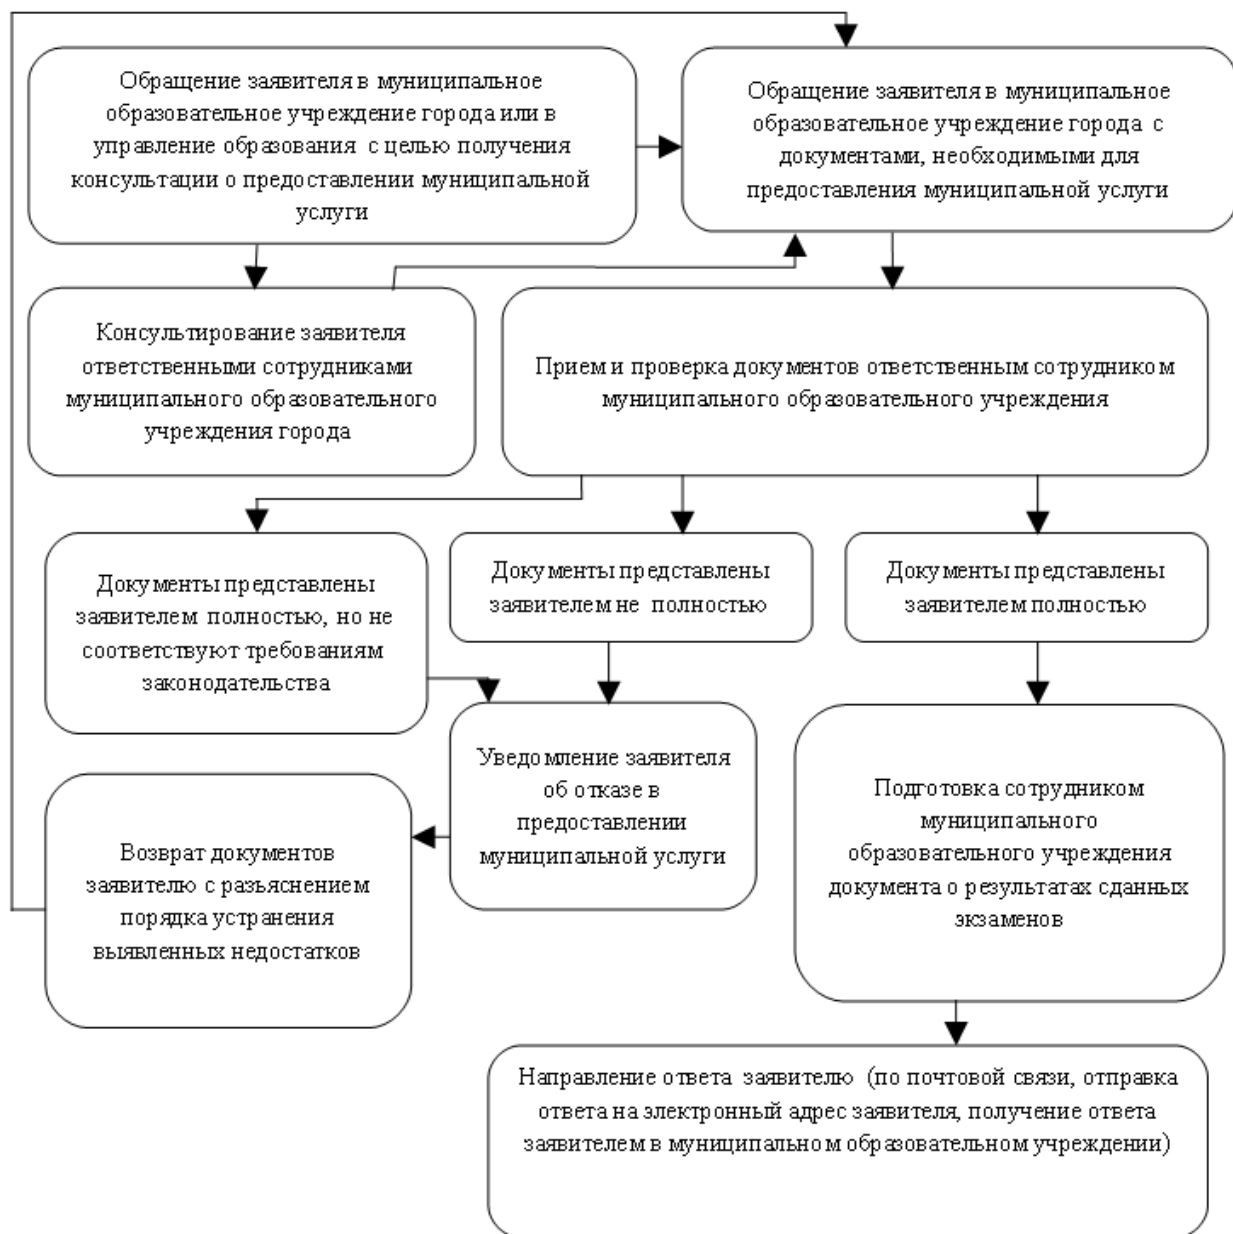 Обращение заявителя в муниципальное
образовательное учреждение города или в
управление образования с целью получения
консультации о предоставлении муниципальной
услуги
Обращение заявителя в муниципальное
образовательное учреждение города с
документами, необходимыми для
предоставления муниципальной услуги
Консультирование заявителя
ответственными сотрудниками
муниципального образовательного
учреждения города
Прием и проверка документов ответственным сотрудником
муниципального образовательного учреждения
Документы представлены
заявителем полностью, но не
соответствуют требованиям
законодательства
Документы представлены
заявителем не полностью
Документы представлены
заявителем полностью
Уведомление заявителя
об отказе в
предоставлении
муниципальной услуги
Подготовка сотрудником
муниципального
образовательного учреждения
документа о результатах сданных
экзаменов
Возврат документов
заявителю с разъяснением
порядка устранения
выявленных недостатков
Направление ответа заявителю (по почтовой связи, отправка
ответа на электронный адрес заявителя, получение ответа
заявителем в муниципальном образовательном учреждении)